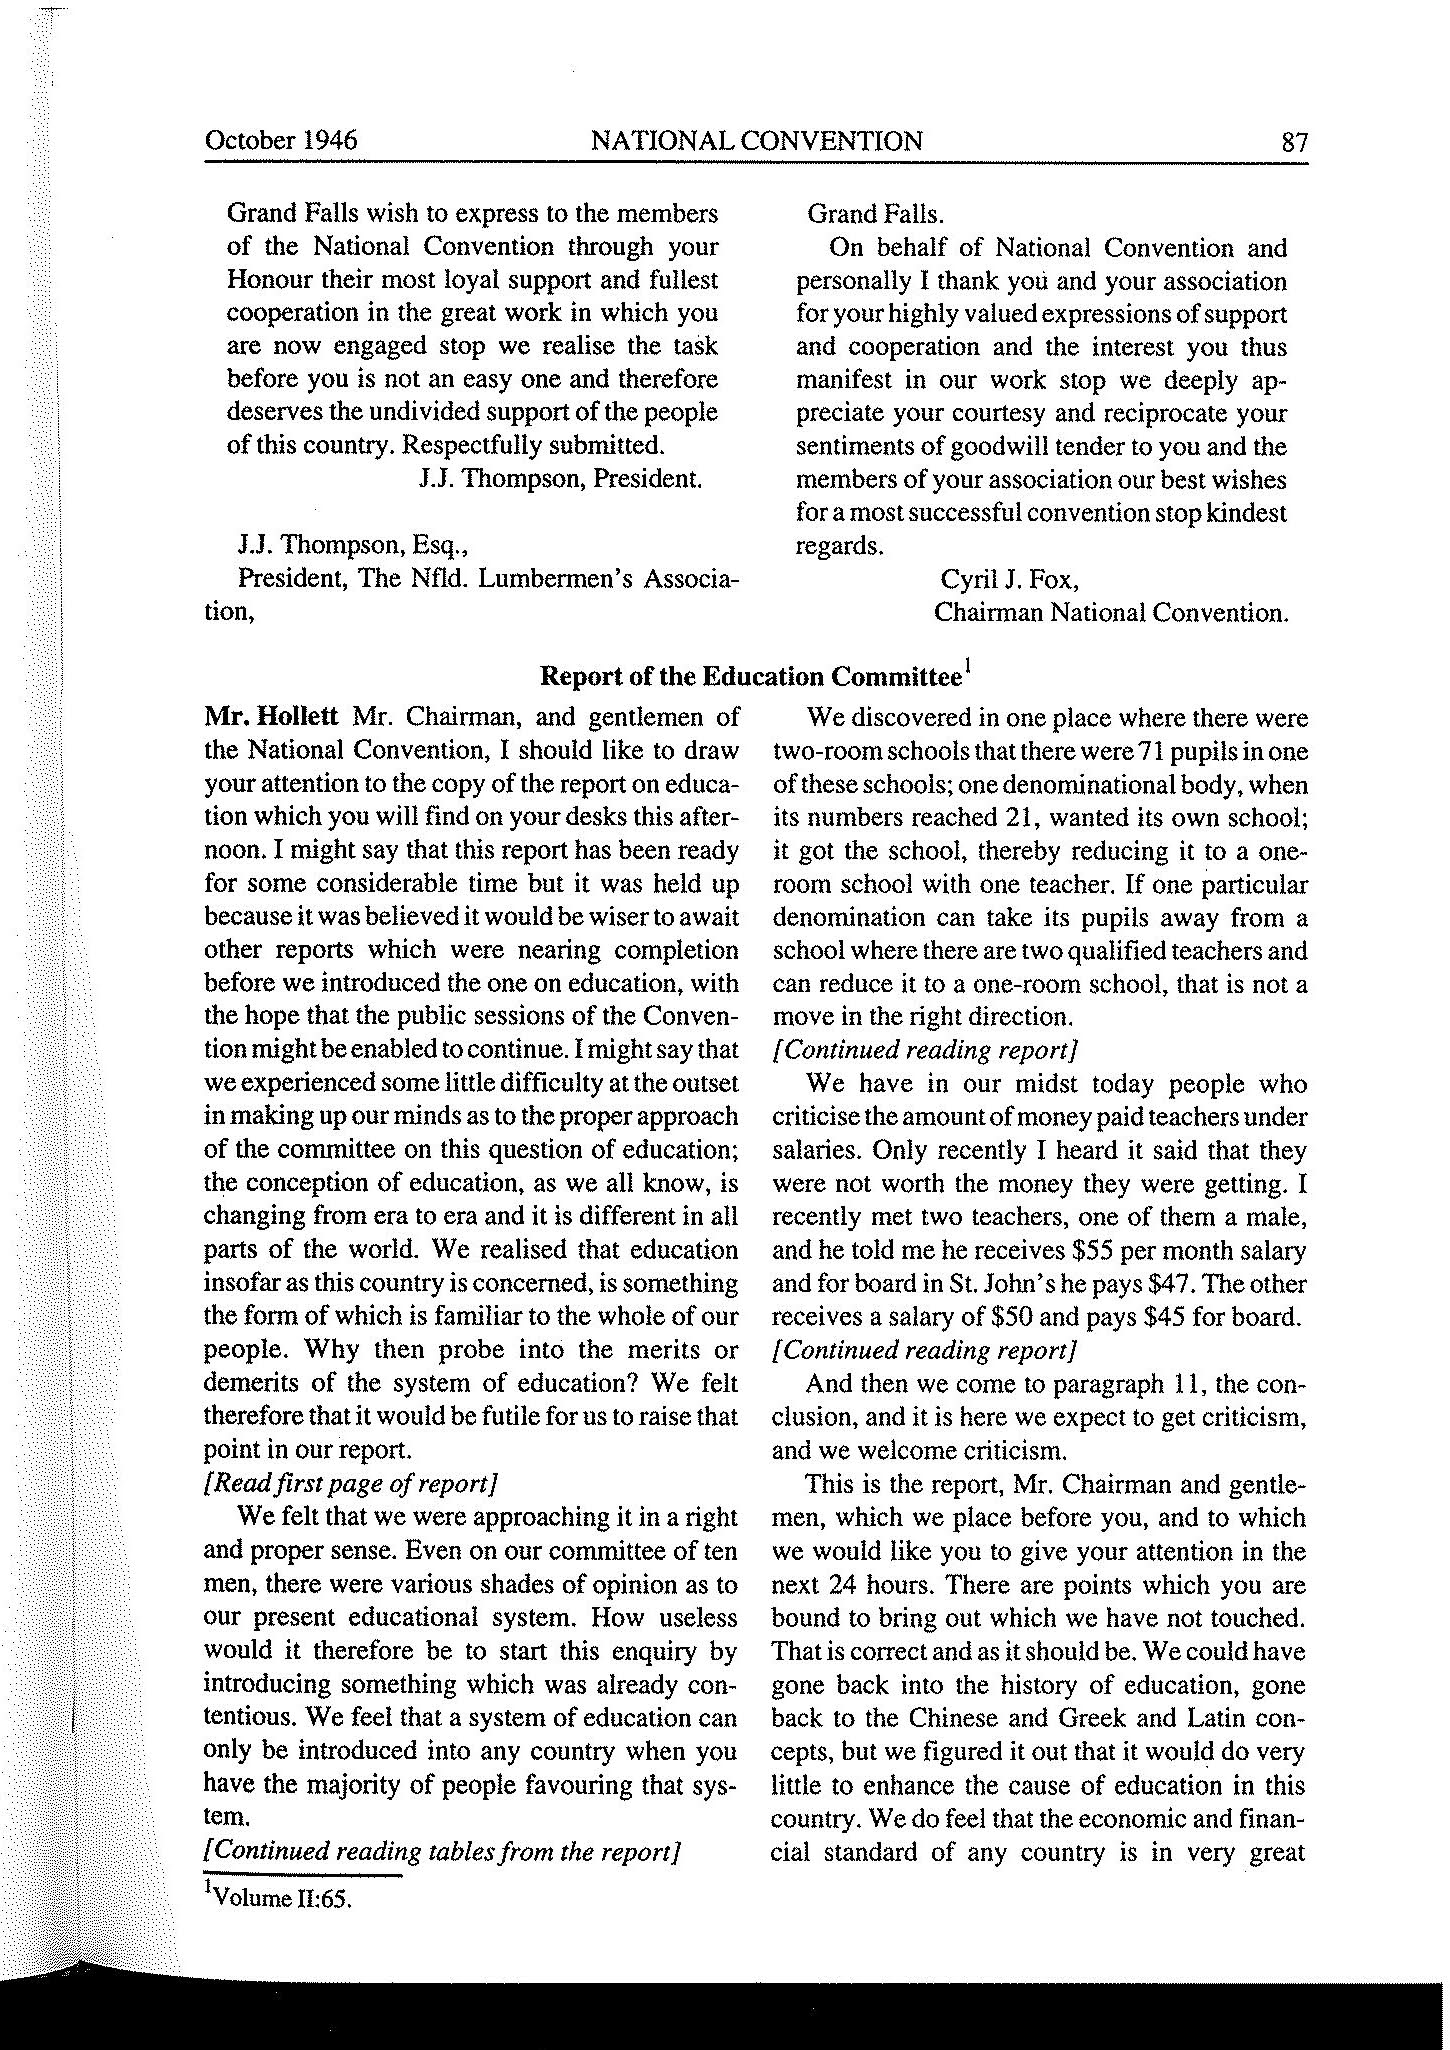 October 1946 NATIONAL CONVENTION 87
Grand Falls wish to express to the members
of the National Convention through your
Honour their most loyal support and fullest
cooperation in the great work in which you
are now engaged stop we realise the task
before you is not an easy one and therefore
deserves the undivided support of the people
of this country. Respectfully submitted.
J.J. Thompson, President.
J.J. Thompson, Esq.,
President, The Nfld. Lumbermen's Associa-
tion,
Grand Falls.
On behalf of National Convention and
personally I thank you and your association
for your highly valued expressions of support
and cooperation and the interest you thus
manifest in our work stop we deeply ap-
preciate your courtesy and reciprocate your
sentiments of goodwill tender to you and the
members of your association our best wishes
for a most successful convention stop kindest
regards.
Cyril J. Fox,
Chairman National Convention.
Report of the Education Committee¹
Mr. Hollett Mr. Chairman, and gentlemen of
the National Convention, I should like to draw
your attention to the copy of the report on educa-
tion which you will find on your desks this after-
noon. I might say that this report has been ready
for some considerable time but it was held up
because it was believed it would be wiser to await
other reports which were nearing completion
before we introduced the one on education, with
the hope that the public sessions of the Conven-
tion might be enabled to continue. I might say that
we experienced some little difficulty at the outset
in making up our minds as to the proper approach
of the committee on this question of education;
the conception of education, as we all know, is
changing from era to era and it is different in all
parts of the world. We realised that education
insofar as this country is concerned, is something
the form of which is familiar to the whole of our
people. Why then probe into the merits or
demerits of the system of education? We felt
therefore that it would be futile for us to raise that
point in our report.
[Read first page of report]
We felt that we were approaching it in a right
and proper sense. Even on our committee of ten
men, there were various shades of opinion as to
our present educational system. How useless
would it therefore be to start this enquiry by
introducing something which was already con-
tentious. We feel that a system of education can
only be introduced into any country when you
have the majority of people favouring that sys-
tem.
[Continued reading tables from the report]
We discovered in one place where there were
two-room schools that there were 71 pupils in one
of these schools; one denominational body, when
its numbers reached 21, wanted its own school;
it got the school, thereby reducing it to a one-
room school with one teacher. If one particular
denomination can take its pupils away from a
school where there are two qualified teachers and
can reduce it to a one-room school, that is not a
move in the right direction.
[Continued reading report]
We have in our midst today people who
criticise the amount of money paid teachers under
salaries. Only recently I heard it said that they
were not worth the money they were getting. I
recently met two teachers, one of them a male,
and he told me he receives $55 per month salary
and for board in St. John's he pays $47. The other
receives a salary of $50 and pays $45 for board.
[Continued reading report]
And then we come to paragraph 11, the con-
clusion, and it is here we expect to get criticism,
and we welcome criticism.
This is the report, Mr. Chairman and gentle-
men, which we place before you, and to which
we would like you to give your attention in the
next 24 hours. There are points which you are
bound to bring out which we have not touched.
That is correct and as it should be. We could have
gone back into the history of education, gone
back to the Chinese and Greek and Latin con-
cepts, but we figured it out that it would do very
little to enhance the cause of education in this
country. We do feel that the economic and finan-
cial standard of any country is in very great
¹Volume II:65.